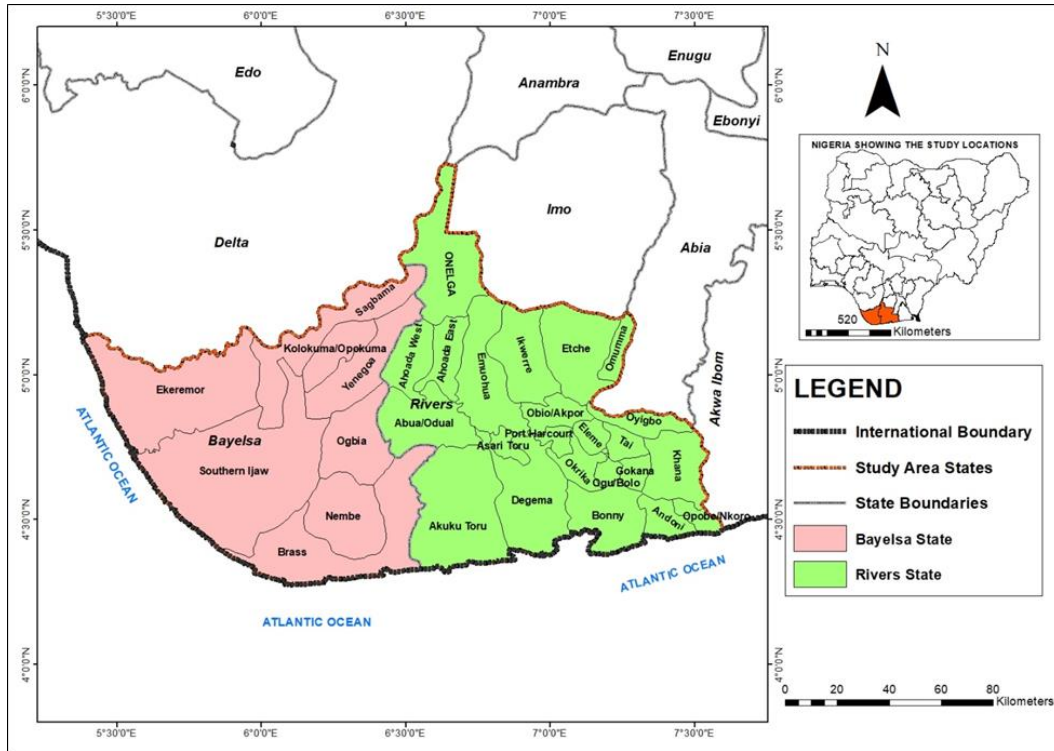 5°30'0"E 6°0'0"E 6°30'0"E 7°0'0"E 7°30'0"E
6°0'0"N
5°30'0"N
5°0'0"N
4°30'0"N
4°0'0"N
Edo
Anambra
Enugu
Ebonyi
Delta
Imo
Abia
Akwa Ibom
ONELGA
Sagbama
Kolokuma/Opokuma
Yenegoa
Ekeremor
Bayelsa
Southern Ijaw
Ogbia
Nembe
Brass
Ahoada West
Ahoada East
Emuohua
Ikwerre
Etche
Omumma
Rivers
Abua/Odual
Obio/Akpor
Oyigbo
Port Harcourt
Eleme
Tai
Asari Toru
Khana
Okrika
Gokana
Ogu/Bolo
Degema
Akuku Toru
Bonny
Andoni
Opobo/Nkoro
ATLANTIC OCEAN
ATLANTIC OCEAN
ATLANTIC OCEAN
5°30'0"E 6°0'0"E 6°30'0"E 7°0'0"E 7°30'0"E
6°0'0"N
5°30'0"N
5°0'0"N
4°30'0"N
4°0'0"N
N
NIGERIA SHOWING THE STUDY LOCATIONS
520
Kilometers
LEGEND
International Boundary
Study Area States
State Boundaries
Bayelsa State
Rivers State
0 20 40 60 80
Kilometers